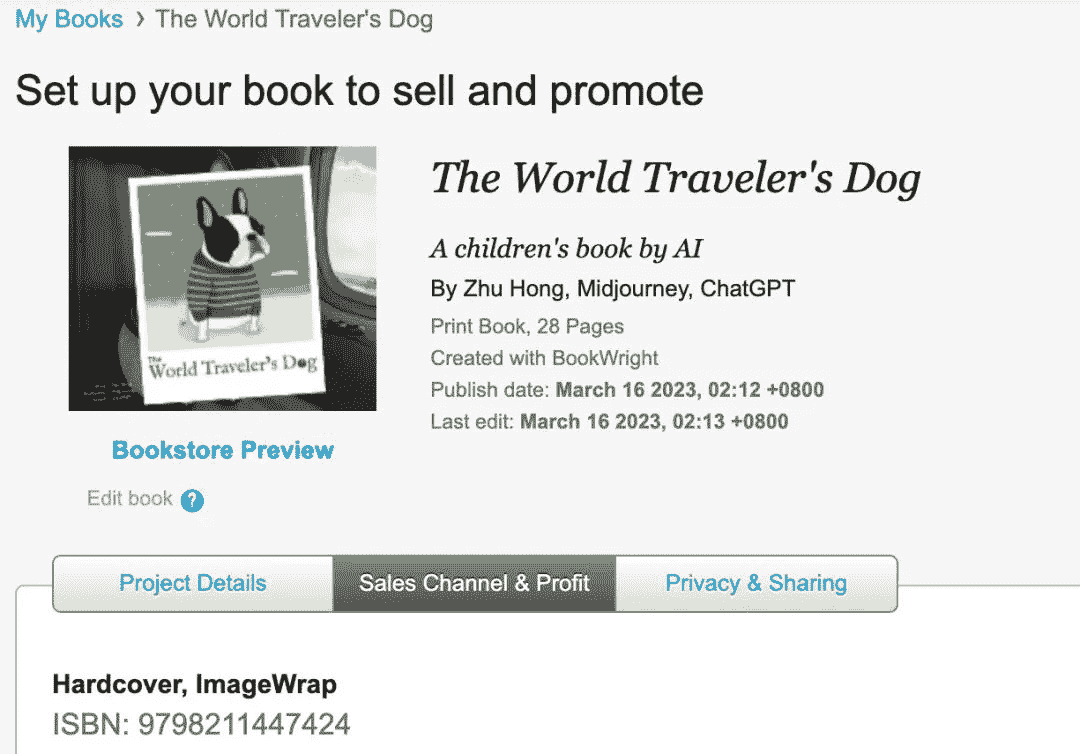 My Books › The World Traveler's Dog
Set up your book to sell and promote
The World Traveler's Dog
World Traveler's Dog
A children's book by AI
By Zhu Hong, Midjourney, ChatGPT
Print Book, 28 Pages
Created with BookWright
Publish date: March 16 2023, 02:12 +0800
Last edit: March 16 2023, 02:13 +0800
The
Bookstore Preview
Edit book ?
Project Details
Sales Channel & Profit
Privacy & Sharing
Hardcover, ImageWrap
ISBN: 9798211447424